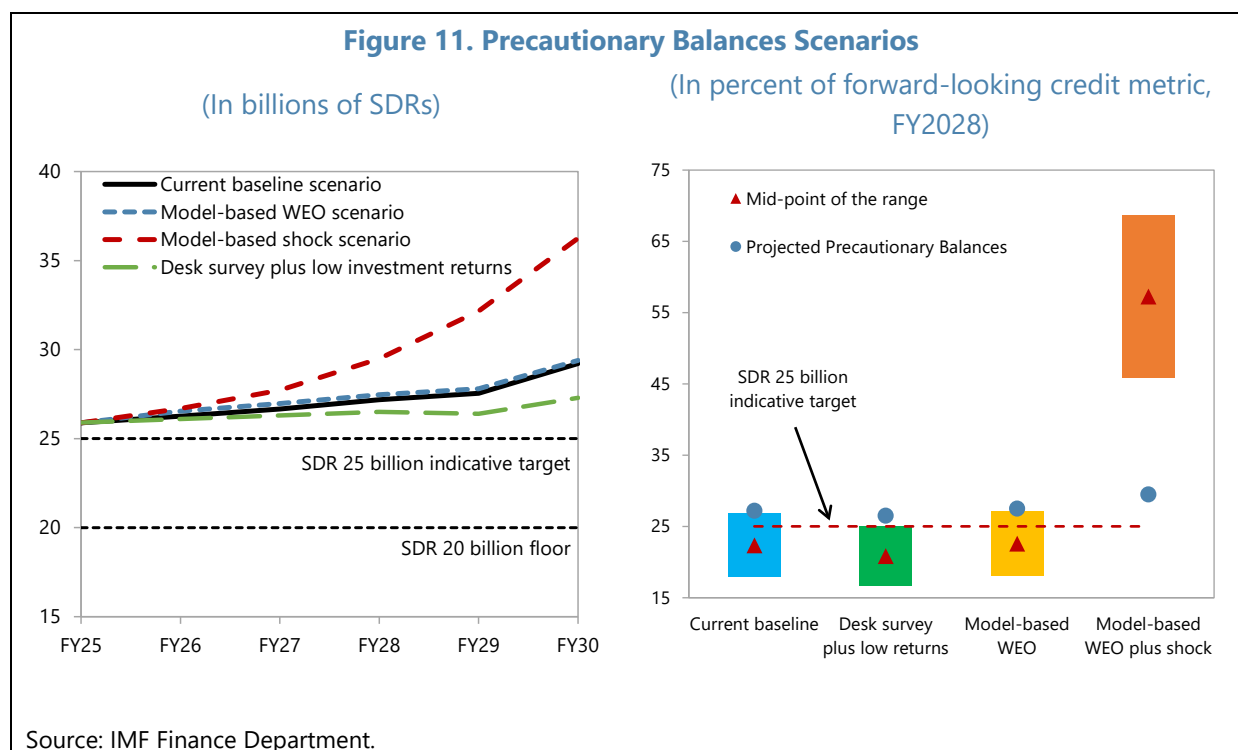 Figure 11. Precautionary Balances Scenarios
(In billions of SDRs)
40
35
30
25
20
15
Current baseline scenario
Model-based WEO scenario
Model-based shock scenario
Desk survey plus low investment returns
SDR 25 billion indicative target
SDR 20 billion floor
FY25 FY26 FY27 FY28 FY29 FY30
(In percent of forward-looking credit metric,
FY2028)
75
65
55
45
35
25
15
Mid-point of the range
Projected Precautionary Balances
SDR 25 billion
indicative target
Current baseline
Desk survey
plus low returns
Model-based
WEO
Model-based
WEO plus shock
Source: IMF Finance Department.